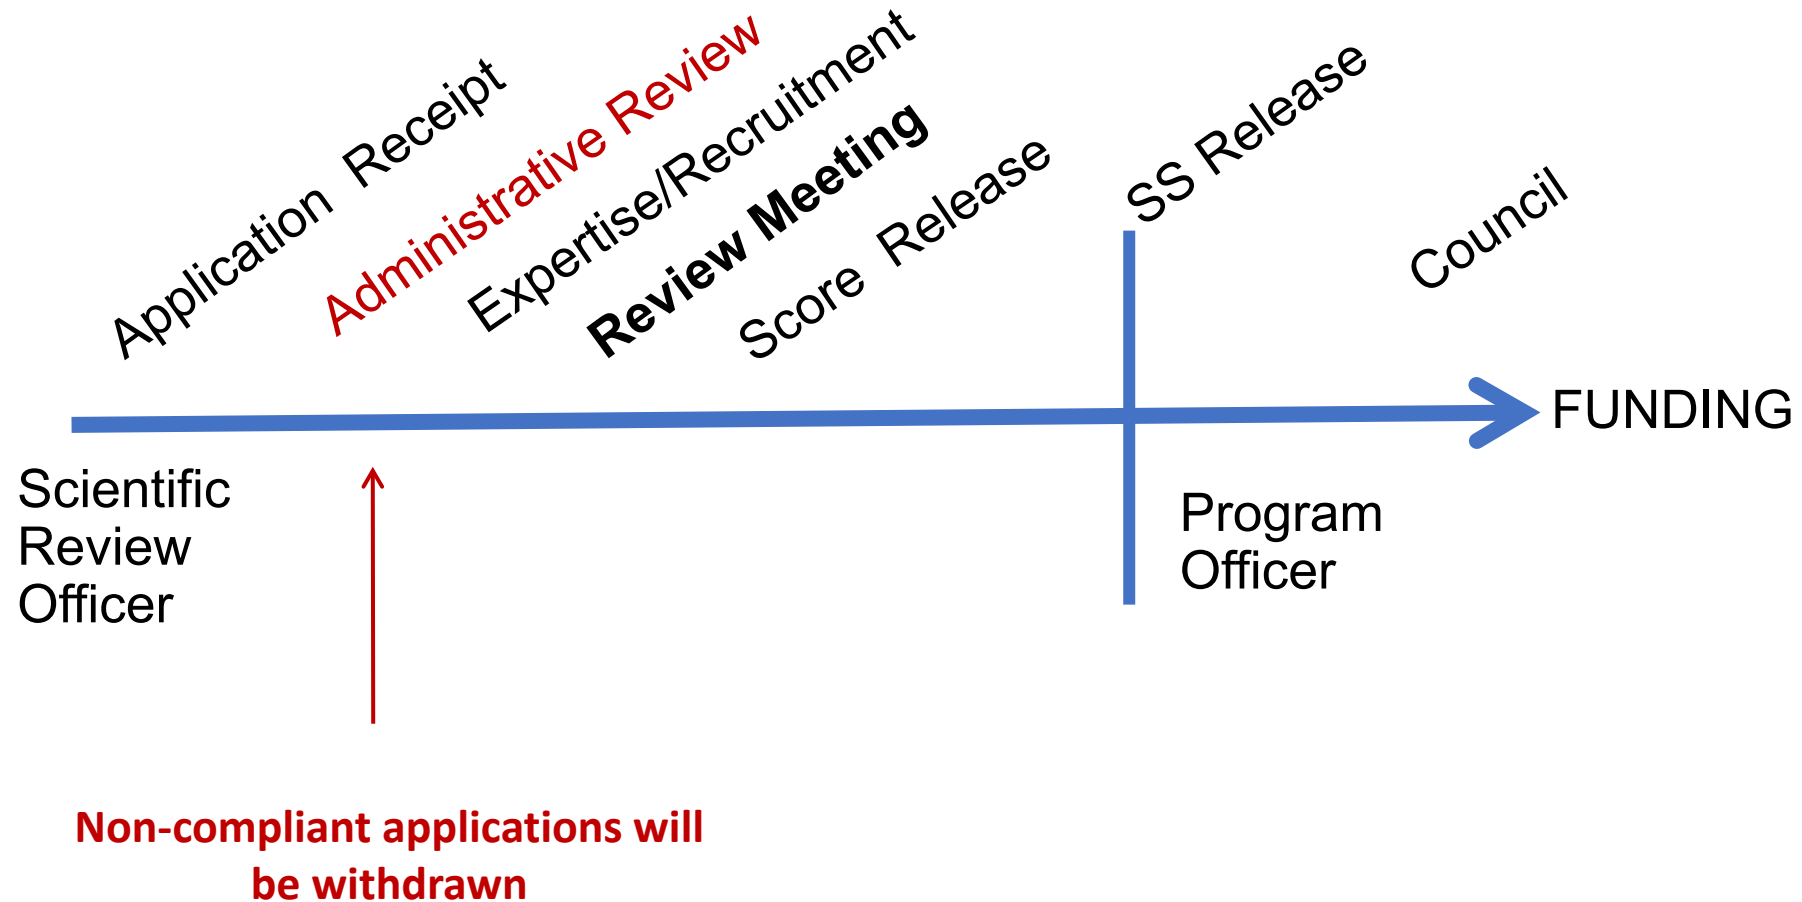 Application Receipt
Administrative Review
Expertise/Recruitment
Review Meeting
Score Release
SS Release
Council
FUNDING
Scientific
Review
Officer
Program
Officer
Non-compliant applications will
be withdrawn